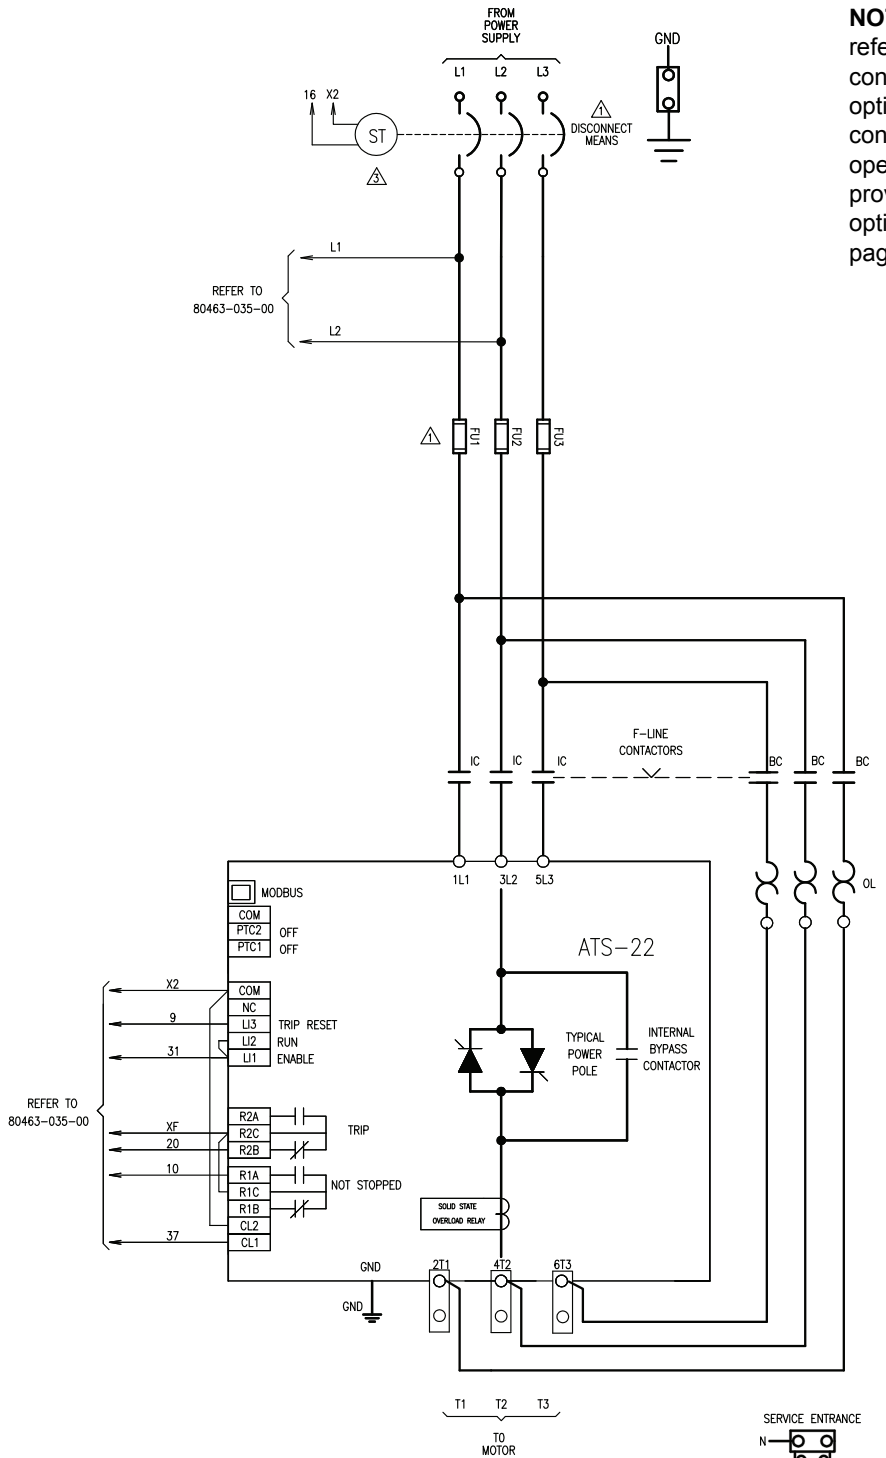 FROM
POWER
SUPPLY
L1 L2 L3
GND
NOT
refe
con
opti
con
ope
prov
opti
pag
16 X2
ST
3
1
DISCONNECT
MEANS
L1
REFER TO
80463-035-00
L2
1
FU1
FU2
FU3
F-LINE
CONTACTORS
IC IC IC
BC BC BC
1L1 3L2 5L3
OL
MODBUS
COM
PTC2 OFF
PTC1 OFF
ATS-22
X2 COM
NC
9 LI3 TRIP RESET
LI2 RUN
31 LI1 ENABLE
TYPICAL
POWER
POLE
INTERNAL
BYPASS
CONTACTOR
REFER TO
80463-035-00
R2A
XF R2C TRIP
20 R2B
10 R1A
R1C NOT STOPPED
R1B
CL2
37 CL1
SOLID STATE
OVERLOAD RELAY
GND
2T1 4T2 6T3
GND
T1 T2 T3
TO
MOTOR
SERVICE ENTRANCE
N